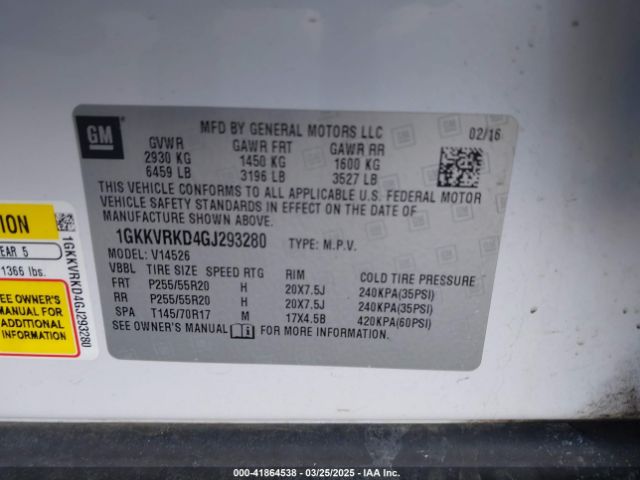 GM
MFD BY GENERAL MOTORS LLC 02/16
GVWR GAWR FRT GAWR RR
2930 KG 1450 KG 1600 KG
6459 LB 3196 LB 3527 LB
THIS VEHICLE CONFORMS TO ALL APPLICABLE U.S. FEDERAL MOTOR
VEHICLE SAFETY STANDARDS IN EFFECT ON THE DATE OF
MANUFACTURE SHOWN ABOVE.
1GKKVRKD4GJ293280 TYPE: M.P.V.
MODEL: V14526
VBBL TIRE SIZE SPEED RTG RIM COLD TIRE PRESSURE
FRT P255/55R20 H 20X7.5J 240KPA(35PSI)
RR P255/55R20 H 20X7.5J 240KPA(35PSI)
SPA T145/70R17 M 17X4.5B 420KPA(60PSI)
SEE OWNER'S MANUAL FOR MORE INFORMATION.
TION
EAR 5
1366 lbs.
SEE OWNER'S
MANUAL FOR
ADDITIONAL
INFORMATION
1GKKVRKD4GJ293280
000-41864538 - 03/25/2025 - IAA Inc.